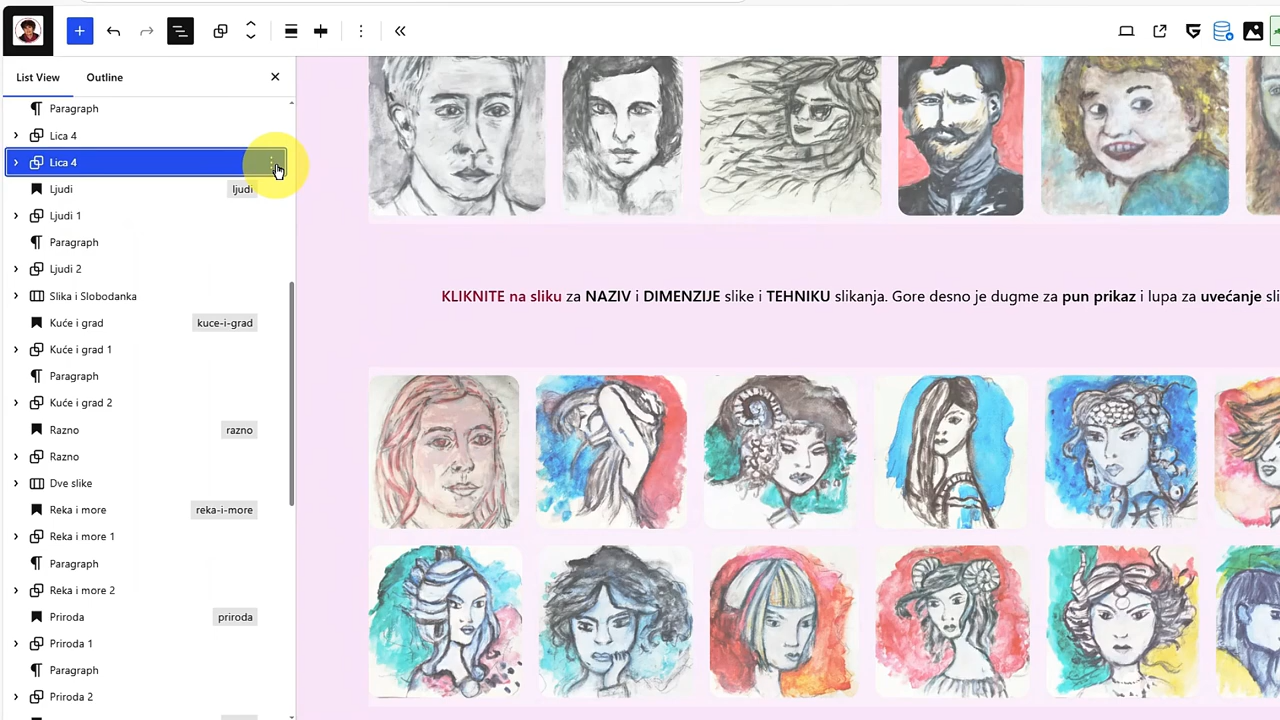 List View
Outline
Paragraph
Lica 4
Lica 4
Ljudi
ljudi
Ljudi 1
Paragraph
Ljudi 2
Slika i Slobodanka
Kuće i grad
kuce-i-grad
Kuće i grad 1
Paragraph
Kuće i grad 2
Razno
razno
Razno
Dve slike
Reka i more
reka-i-more
Reka i more 1
Paragraph
Reka i more 2
Priroda
priroda
Priroda 1
Paragraph
Priroda 2
KLIKNITE na sliku za NAZIV i DIMENZIJE slike i TEHNIKU slikanja. Gore desno je dugme za pun prikaz i lupa za uvećanje sli